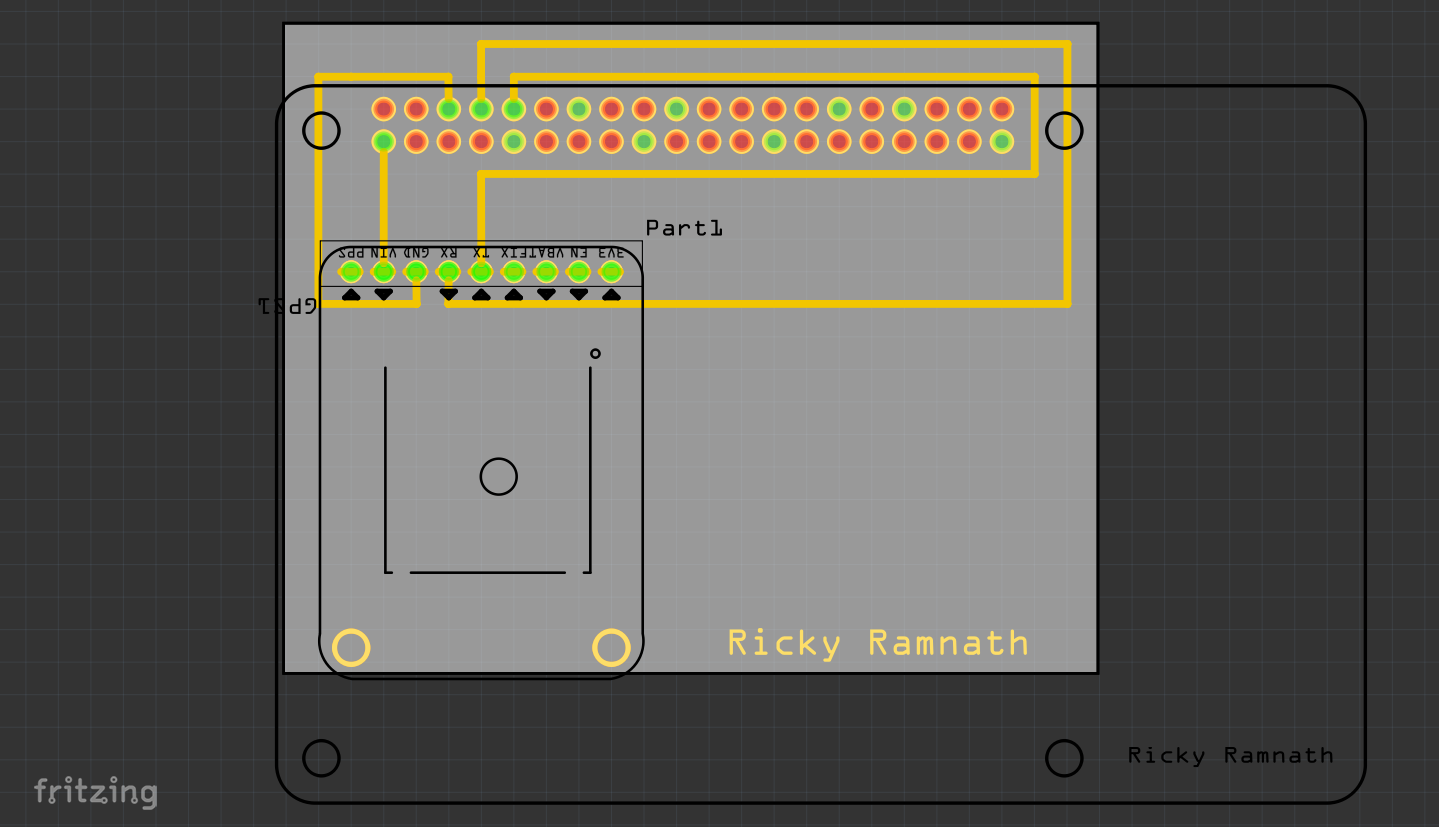 Part1
PPS VIN GND RX TX FIX VBAT EN 3V3
GPS1
Ricky Ramnath
Ricky Ramnath
fritzing